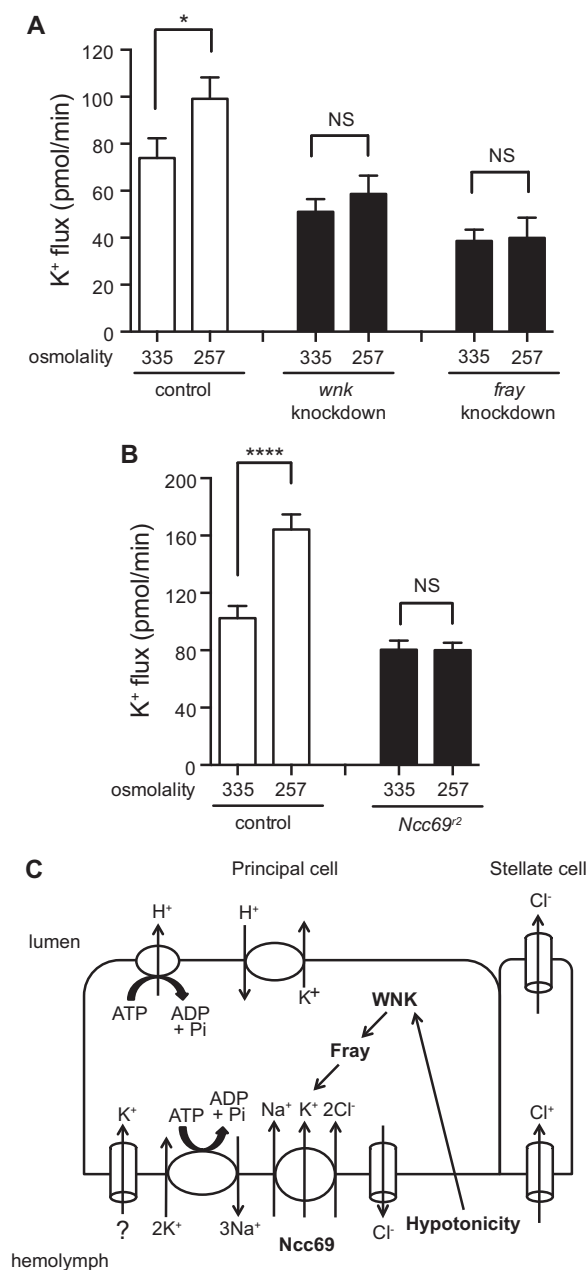 A
*
NS
NS
120
100
80
60
40
20
0
K⁺ flux (pmol/min)
osmolality 335 257 335 257 335 257
control wnk knockdown fray knockdown
B
****
NS
200
160
120
80
40
0
K⁺ flux (pmol/min)
osmolality 335 257 335 257
control Ncc69r2
C
Principal cell Stellate cell
lumen
H⁺ H⁺ Cl⁻
ATP ADP + Pi K⁺
WNK
Fray
K⁺ ATP ADP + Pi Na⁺ K⁺ 2Cl⁻ Cl⁺
? 2K⁺ 3Na⁺ Ncc69 Cl⁻ Hypotonicity
hemolymph